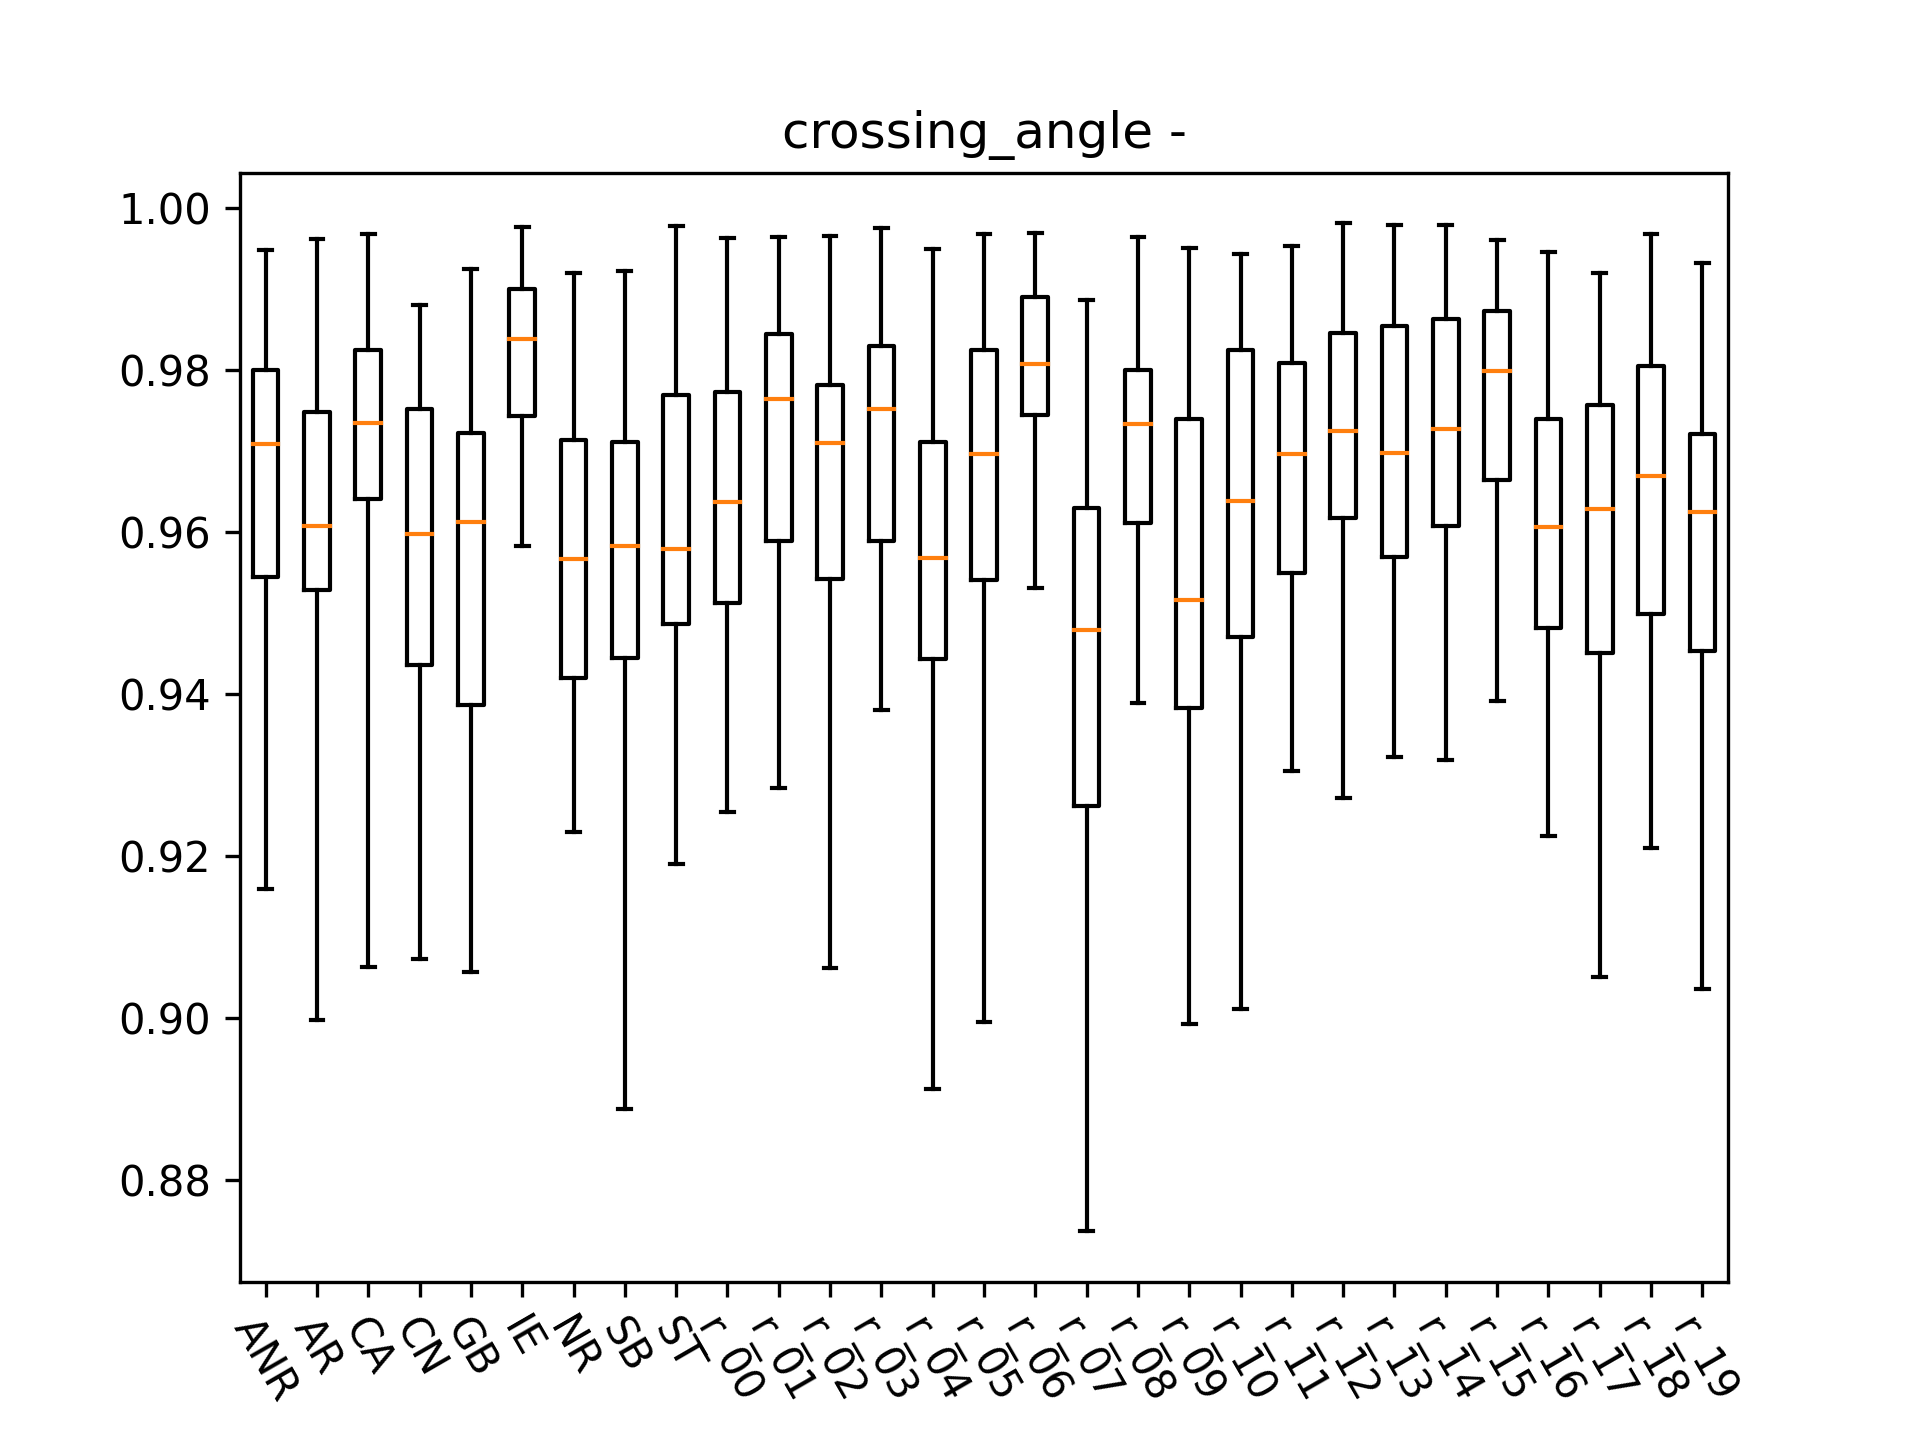 crossing_angle -
1.00
0.98
0.96
0.94
0.92
0.90
0.88
ANR
AR
CA
CN
GB
IE
NR
SB
ST
r_00
r_01
r_02
r_03
r_04
r_05
r_06
r_07
r_08
r_09
r_10
r_11
r_12
r_13
r_14
r_15
r_16
r_17
r_18
r_19